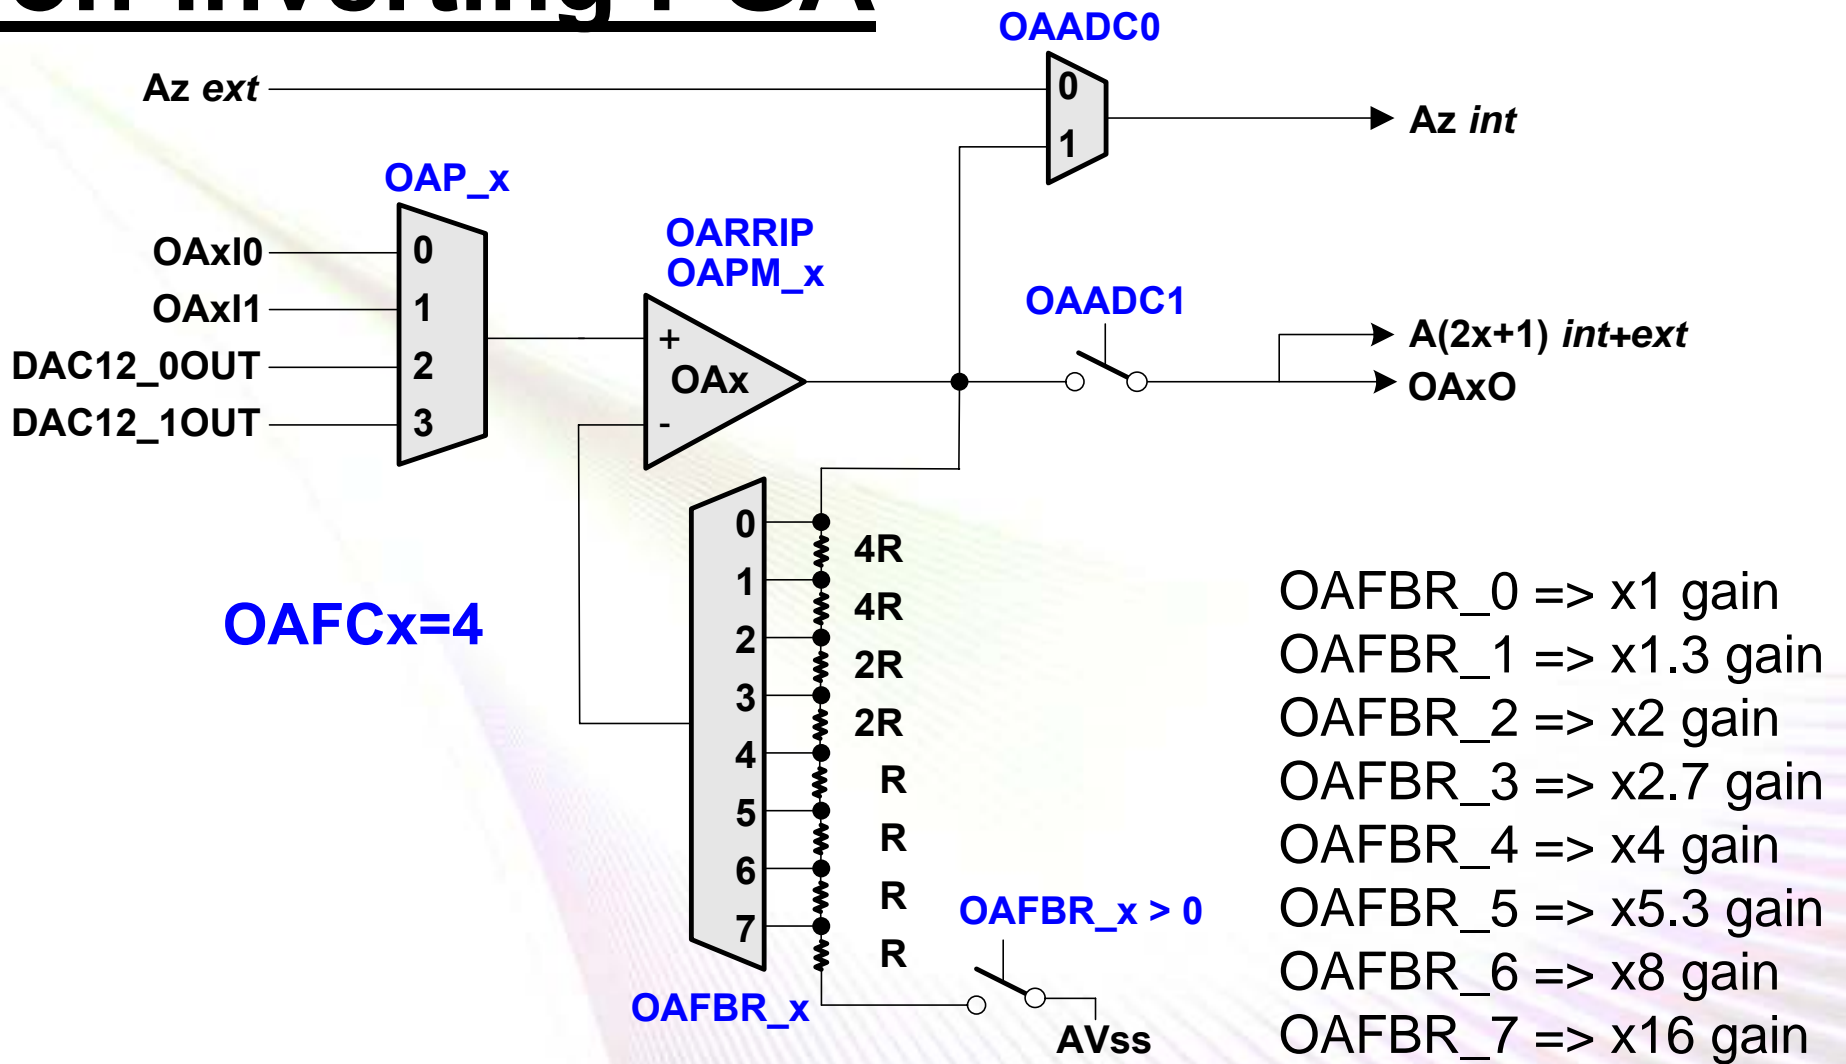 PGA
OAADC0
Az ext
0
1
Az int
OAP_x
OAxI0
OAxI1
DAC12_0OUT
DAC12_1OUT
0
1
2
3
OARRIP
OAPM_x
+
OAx
-
OAADC1
A(2x+1) int+ext
OAxO
OAFCx=4
0
1
2
3
4
5
6
7
4R
4R
2R
2R
R
R
R
R
OAFBR_x
OAFBR_x > 0
AVss
OAFBR_0 => x1 gain
OAFBR_1 => x1.3 gain
OAFBR_2 => x2 gain
OAFBR_3 => x2.7 gain
OAFBR_4 => x4 gain
OAFBR_5 => x5.3 gain
OAFBR_6 => x8 gain
OAFBR_7 => x16 gain